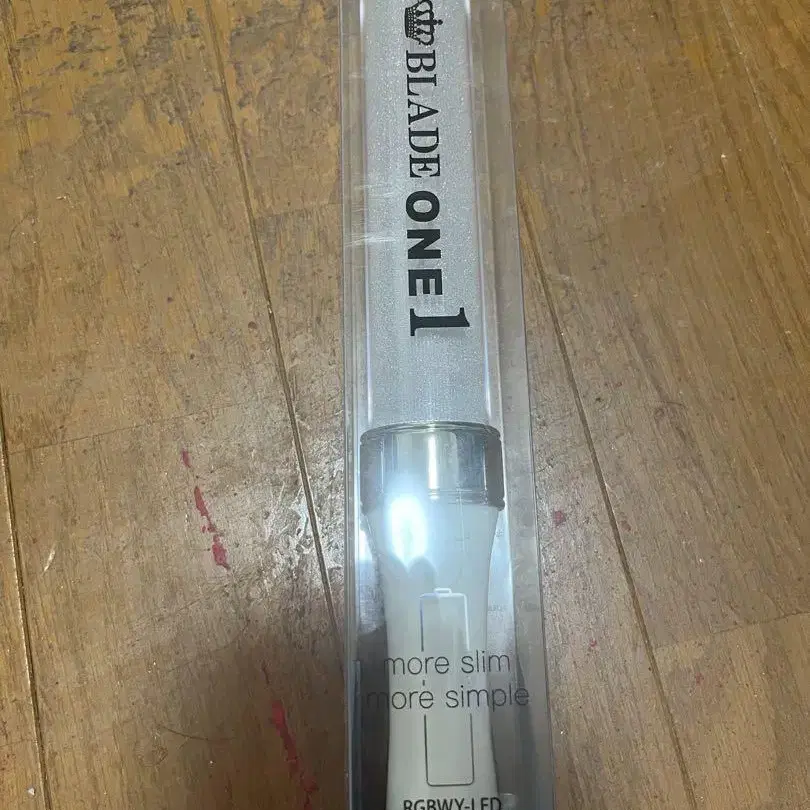 BLADE ONE 1
more slim
more simple
RGBWY-LED